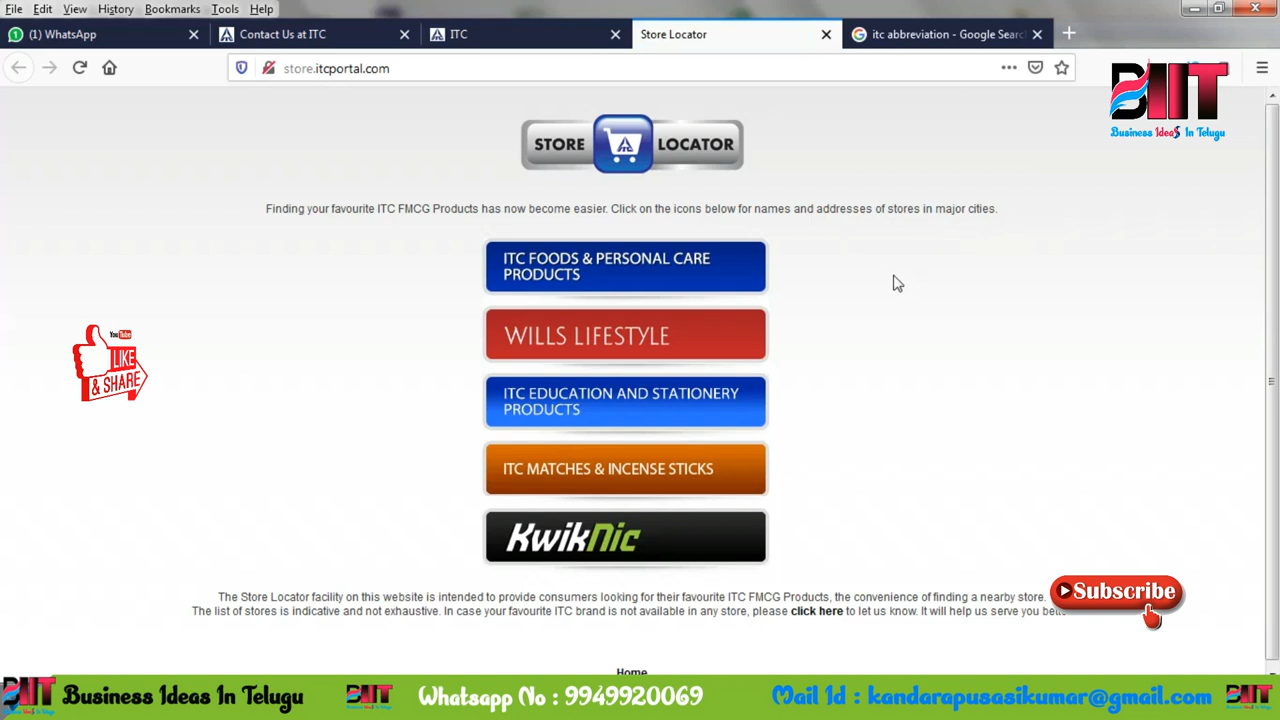 File Edit View History Bookmarks Tools Help
(1) WhatsApp
Contact Us at ITC
ITC
Store Locator
itc abbreviation - Google Searc
store.itcportal.com
BIIT
Business IdeaS In Telugu
STORE LOCATOR
Finding your favourite ITC FMCG Products has now become easier. Click on the icons below for names and addresses of stores in major cities.
ITC FOODS & PERSONAL CARE
PRODUCTS
WILLS LIFESTYLE
You Tube
LIKE
& SHARE
ITC EDUCATION AND STATIONERY
PRODUCTS
ITC MATCHES & INCENSE STICKS
KwikNic
The Store Locator facility on this website is intended to provide consumers looking for their favourite ITC FMCG Products, the convenience of finding a nearby store.
The list of stores is indicative and not exhaustive. In case your favourite ITC brand is not available in any store, please click here to let us know. It will help us serve you
Subscribe
Home
BIIT Business Ideas In Telugu BIIT Whatsapp No : 9949920069 Mail Id : kandarapusasikumar@gmail.com BIIT